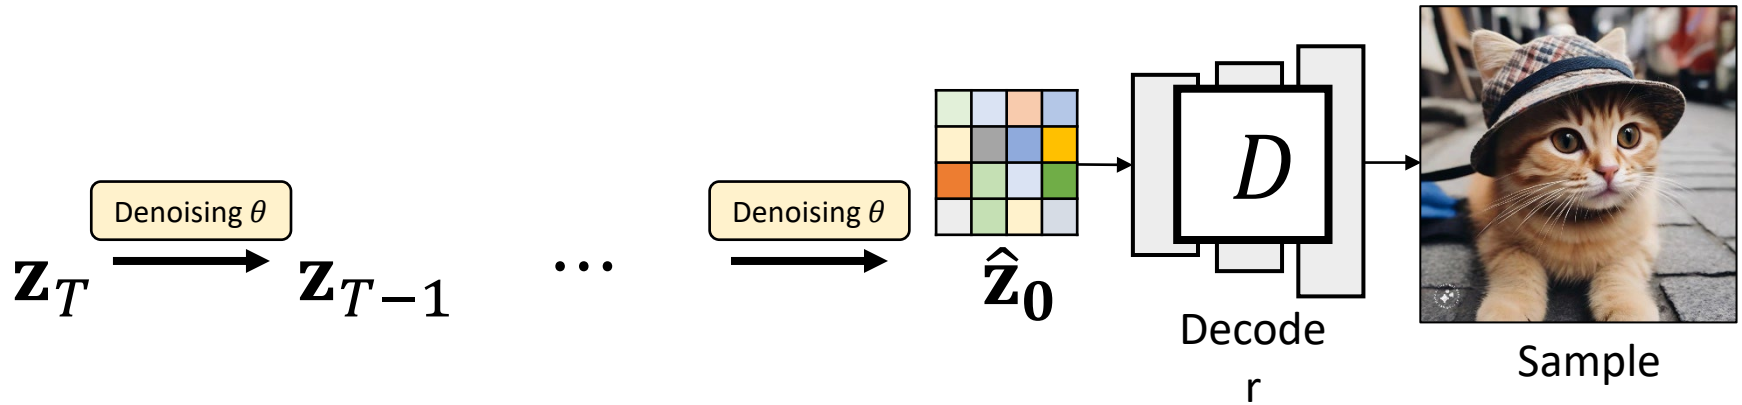 Denoising θ
Denoising θ
z_T
z_{T−1}
…
ẑ_0
D
Decode
r
Sample